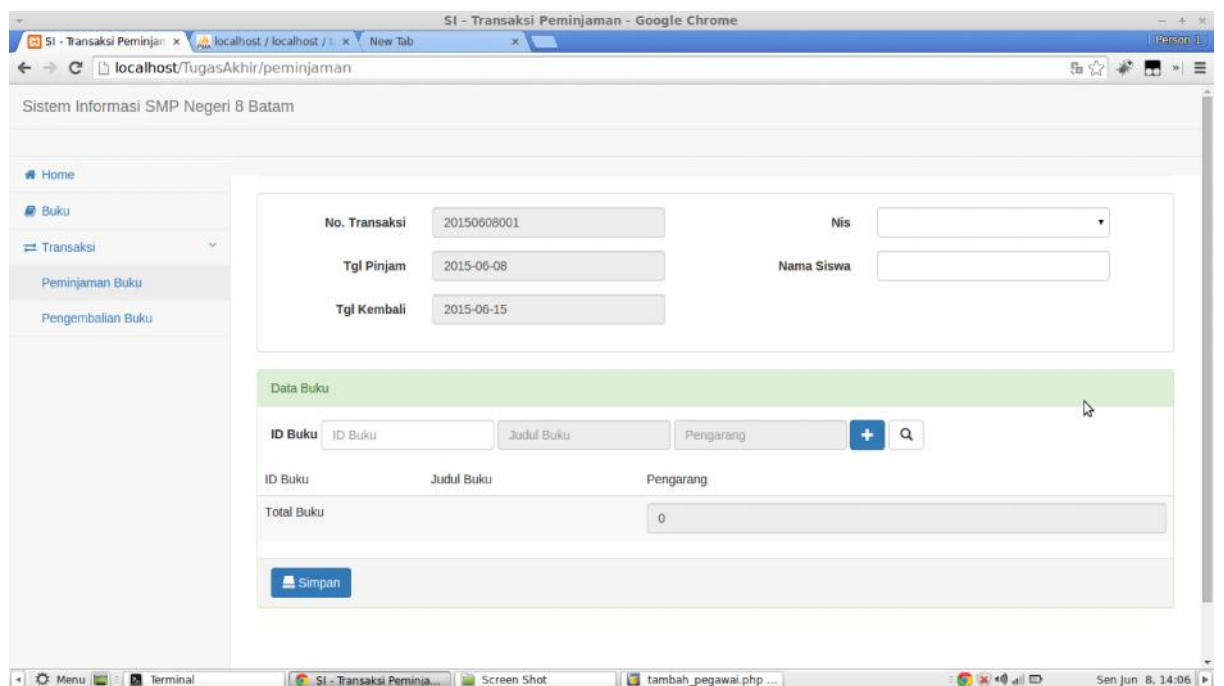 SI - Transaksi Peminjaman - Google Chrome
SI - Transaksi Peminjam localhost / localhost / t New Tab Person 1
localhost/TugasAkhir/peminjaman
Sistem Informasi SMP Negeri 8 Batam
Home
Buku
Transaksi
Peminjaman Buku
Pengembalian Buku
No. Transaksi 20150608001 Nis
Tgl Pinjam 2015-06-08 Nama Siswa
Tgl Kembali 2015-06-15
Data Buku
ID Buku ID Buku Judul Buku Pengarang
ID Buku Judul Buku Pengarang
Total Buku 0
Simpan
Menu Terminal SI - Transaksi Peminja... Screen Shot tambah_pegawai.php ... Sen Jun 8, 14:06